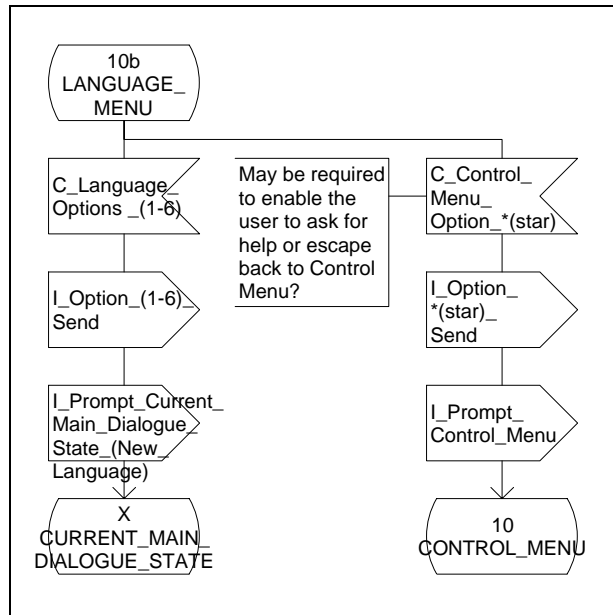 10b
LANGUAGE_
MENU
C_Language_
Options _(1-6)
May be required
to enable the
user to ask for
help or escape
back to Control
Menu?
C_Control_
Menu_
Option_*(star)
I_Option_(1-6)_
Send
I_Option_
*(star)_
Send
I_Prompt_Current_
Main_Dialogue_
State_(New_
Language)
I_Prompt_
Control_Menu
X
CURRENT_MAIN_
DIALOGUE_STATE
10
CONTROL_MENU